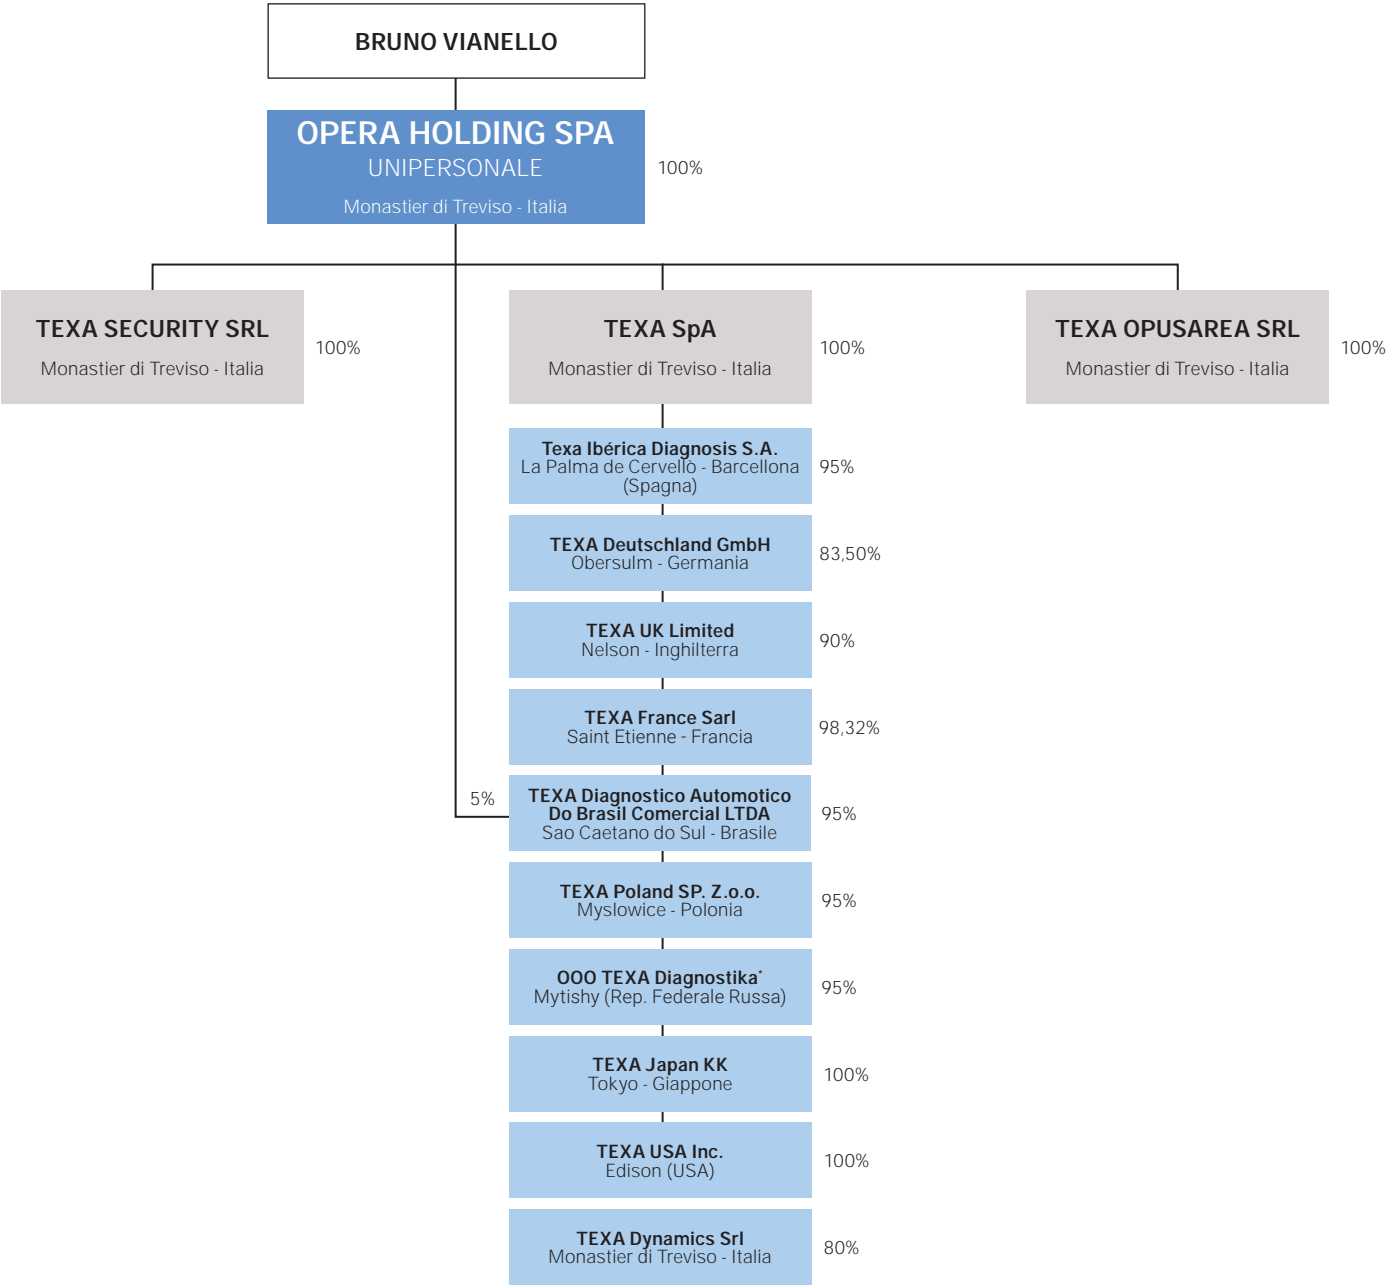 BRUNO VIANELLO
OPERA HOLDING SPA
UNIPERSONALE
Monastier di Treviso - Italia
100%
TEXA SECURITY SRL
Monastier di Treviso - Italia
100%
TEXA SpA
Monastier di Treviso - Italia
100%
TEXA OPUSAREA SRL
Monastier di Treviso - Italia
100%
Texa Ibérica Diagnosis S.A.
La Palma de Cervellò - Barcellona
(Spagna)
95%
TEXA Deutschland GmbH
Obersulm - Germania
83,50%
TEXA UK Limited
Nelson - Inghilterra
90%
TEXA France Sarl
Saint Etienne - Francia
98,32%
5%
TEXA Diagnostico Automotico
Do Brasil Comercial LTDA
Sao Caetano do Sul - Brasile
95%
TEXA Poland SP. Z.o.o.
Myslowice - Polonia
95%
OOO TEXA Diagnostika*
Mytishy (Rep. Federale Russa)
95%
TEXA Japan KK
Tokyo - Giappone
100%
TEXA USA Inc.
Edison (USA)
100%
TEXA Dynamics Srl
Monastier di Treviso - Italia
80%